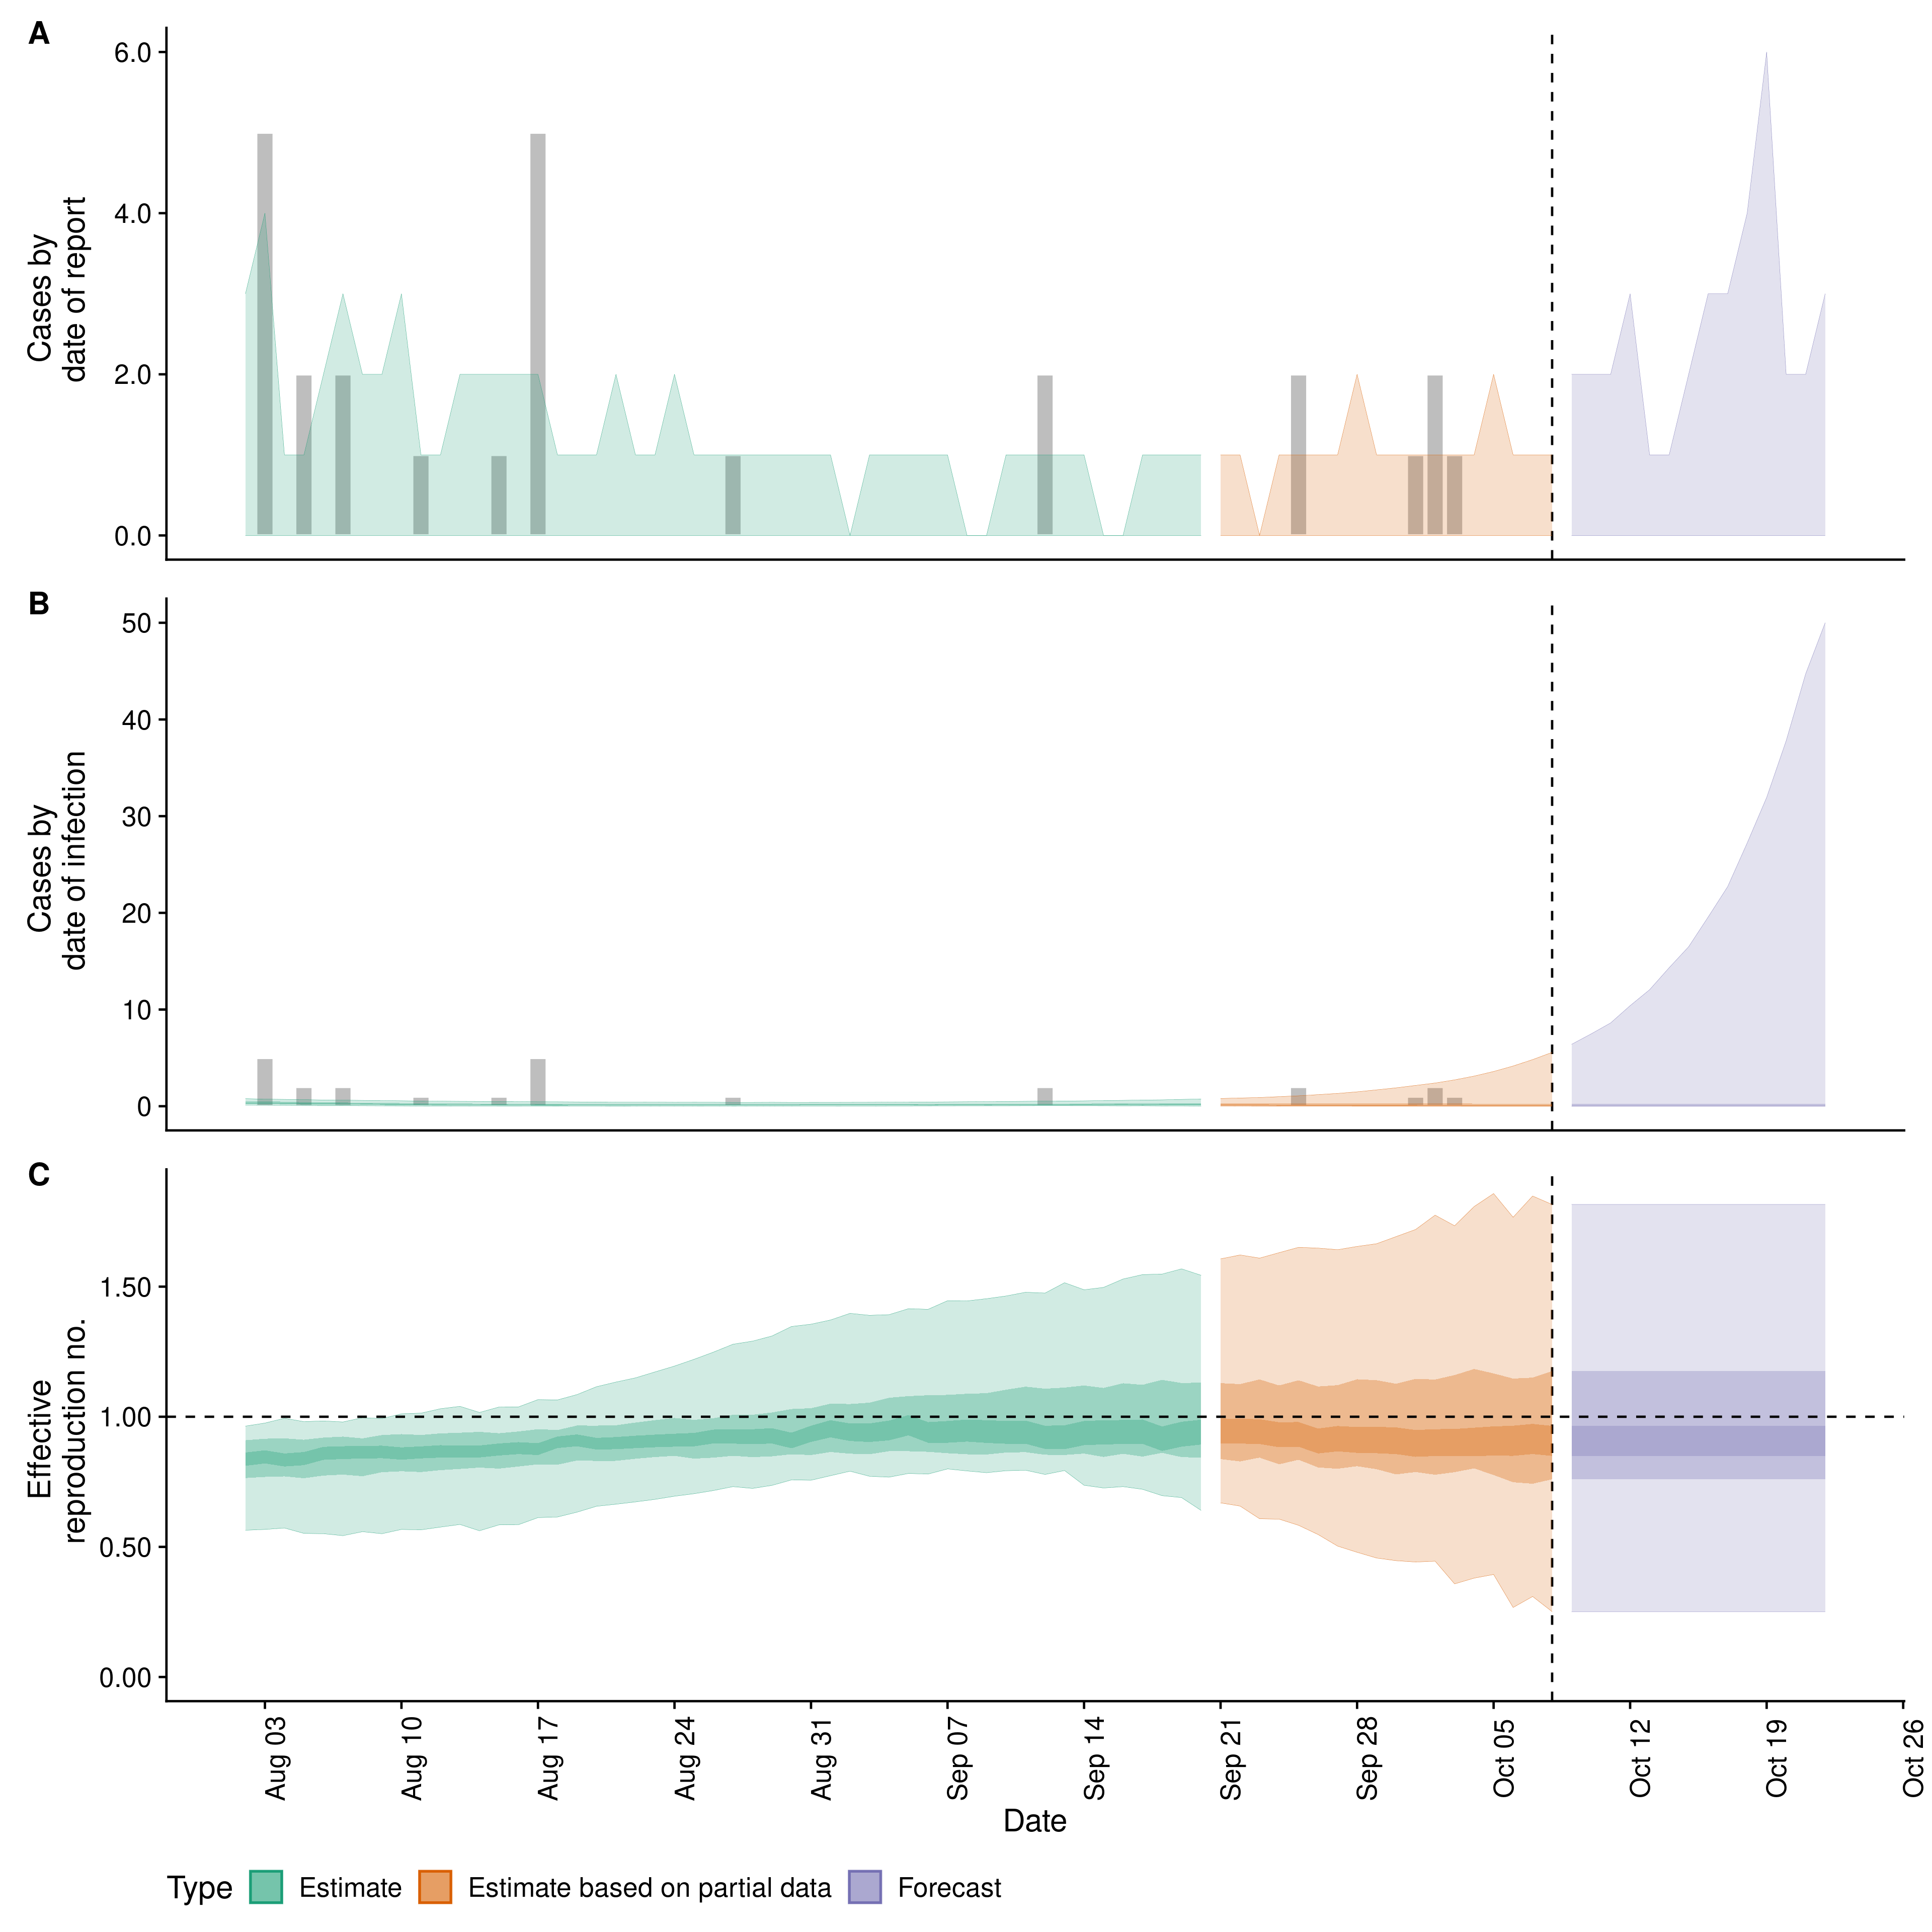 A
6.0
4.0
2.0
0.0
Cases by
date of report
B
50
40
30
20
10
0
Cases by
date of infection
C
1.50
1.00
0.50
0.00
Effective
reproduction no.
Aug 03
Aug 10
Aug 17
Aug 24
Aug 31
Sep 07
Sep 14
Sep 21
Sep 28
Oct 05
Oct 12
Oct 19
Oct 26
Date
Type Estimate Estimate based on partial data Forecast